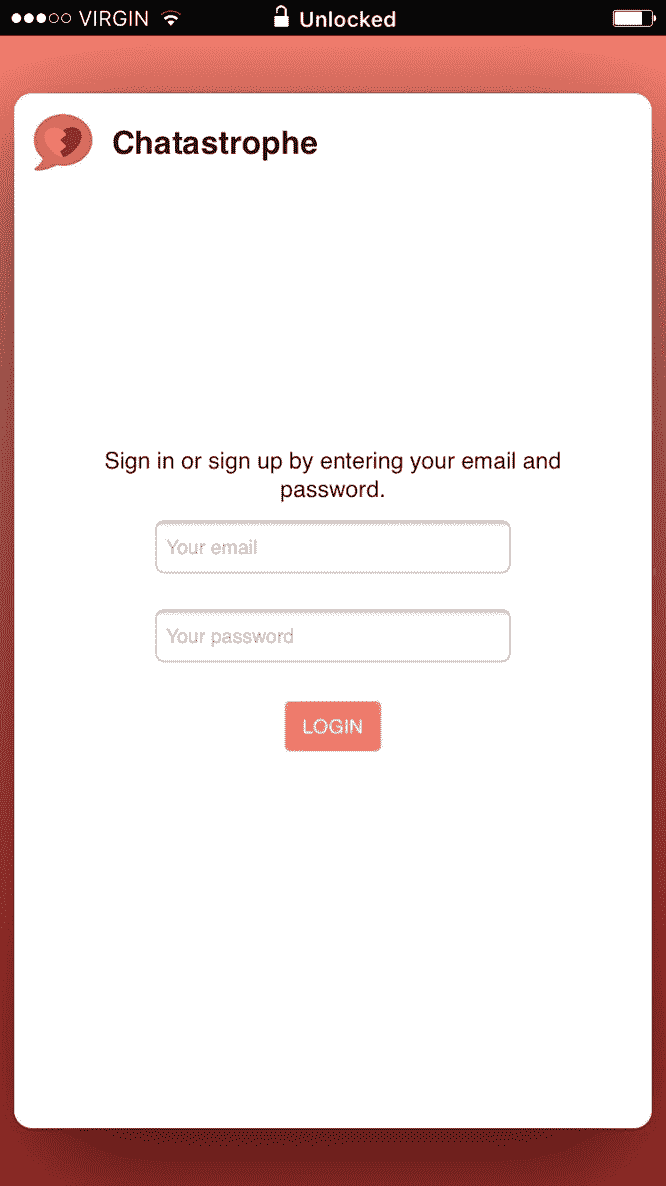 VIRGIN Unlocked
Chatastrophe
Sign in or sign up by entering your email and
password.
Your email
Your password
LOGIN